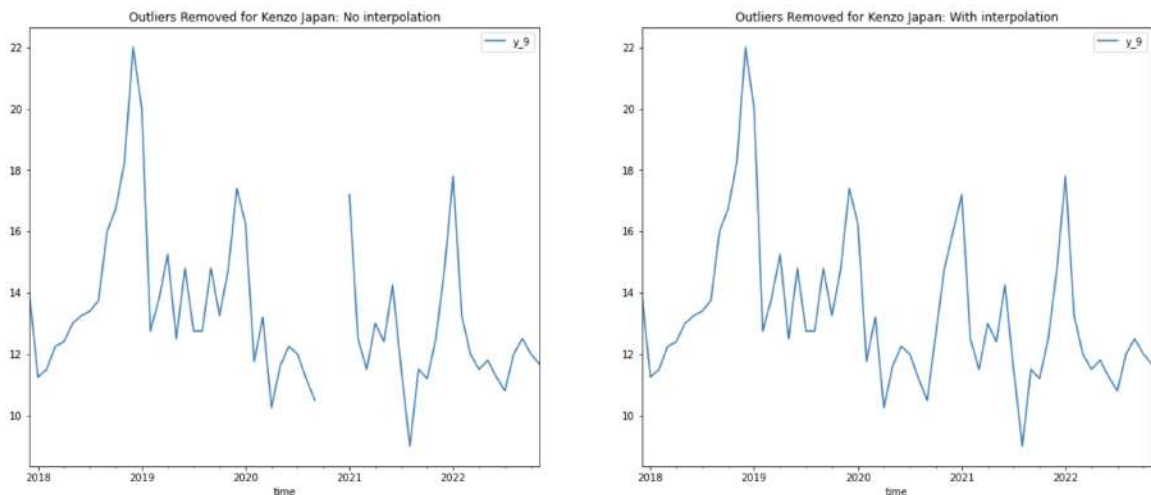 Outliers Removed for Kenzo Japan: No interpolation
y_9
22
20
18
16
14
12
10
2018 2019 2020 2021 2022
time
Outliers Removed for Kenzo Japan: With interpolation
y_9
22
20
18
16
14
12
10
2018 2019 2020 2021 2022
time